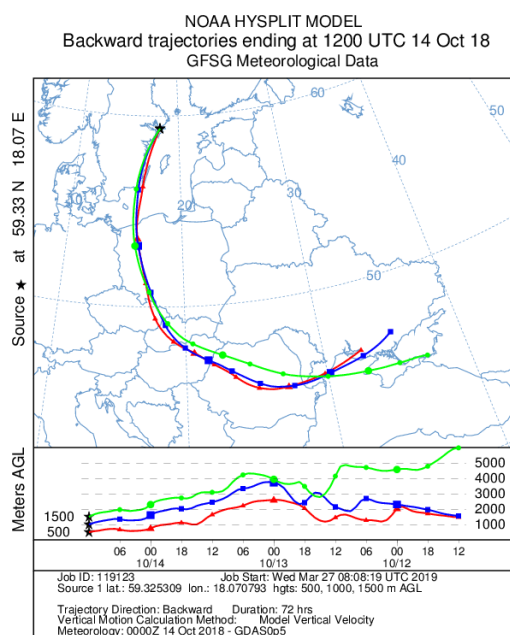 NOAA HYSPLIT MODEL
Backward trajectories ending at 1200 UTC 14 Oct 18
GFSG Meteorological Data
Source ★ at 59.33 N 18.07 E
60
50
40
30
20
10
50
Meters AGL
1500
500
5000
4000
3000
2000
1000
06 00 18 12 06 00 18 12 06 00 18 12
10/14 10/13 10/12
Job ID: 119123 Job Start: Wed Mar 27 08:08:19 UTC 2019
Source 1 lat.: 59.325309 lon.: 18.070793 hgts: 500, 1000, 1500 m AGL
Trajectory Direction: Backward Duration: 72 hrs
Vertical Motion Calculation Method: Model Vertical Velocity
Meteorology: 0000Z 14 Oct 2018 - GDAS0p5